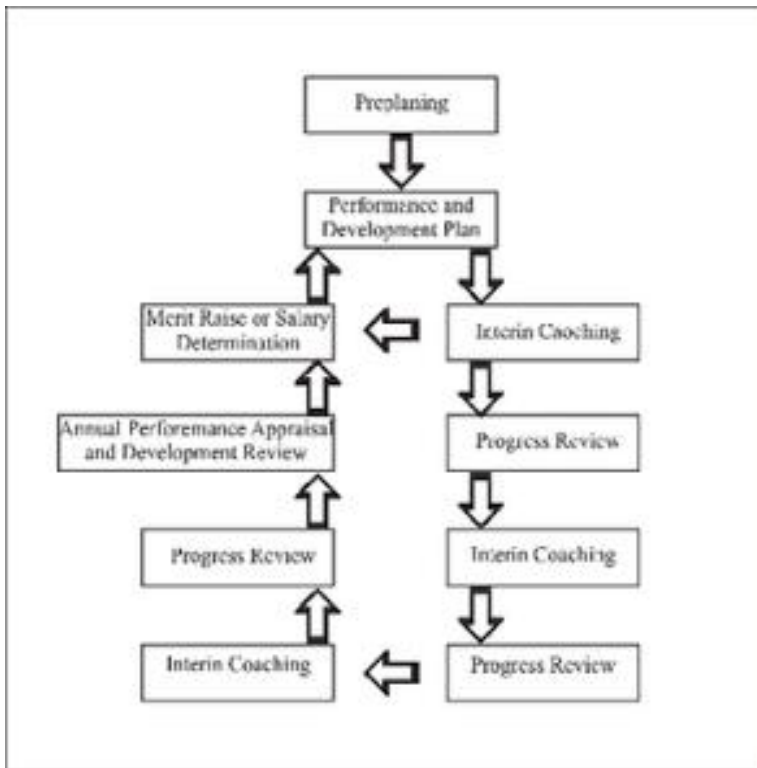 Preplaning
Performance and
Development Plan
Merit Raise or Salary
Determination
Interin Caoching
Annual Perforemance Appraisal
and Development Review
Progress Review
Progress Review
Interin Coaching
Interin Coaching
Progress Review